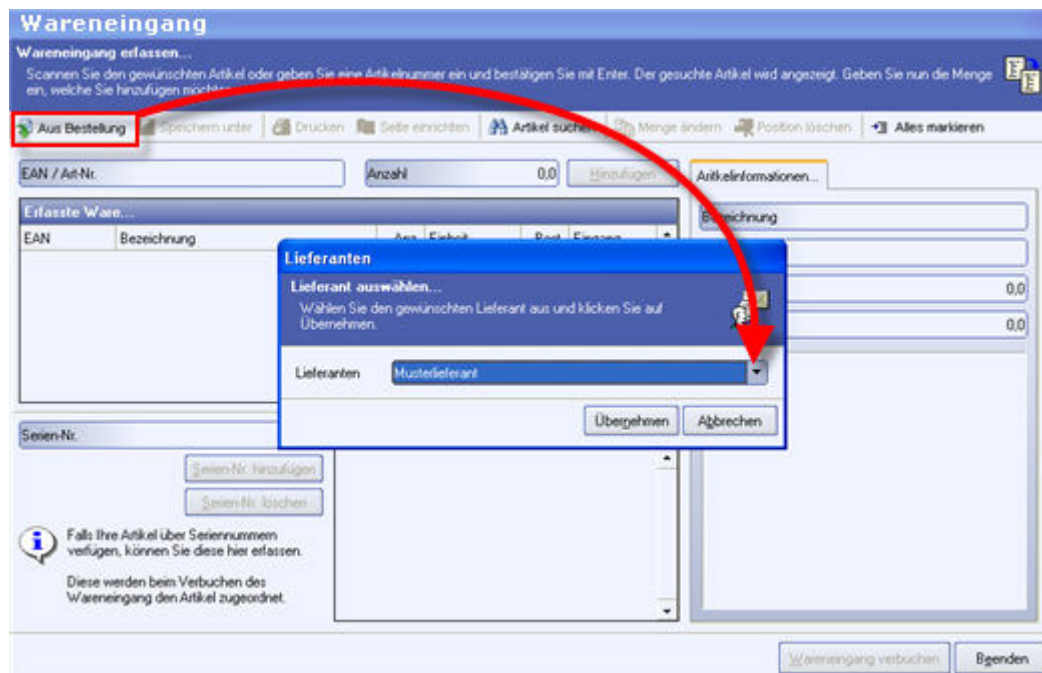 Wareneingang
Wareneingang erfassen...
Scannen Sie den gewünschten Artikel oder geben Sie eine Artikelnummer ein und bestätigen Sie mit Enter. Der gesuchte Artikel wird angezeigt. Geben Sie nun die Menge
ein, welche Sie hinzufügen möchten
Aus Bestellung Speichern unter Drucken Seite einrichten Artikel suchen Menge ändern Position löschen Alles markieren
EAN / Art-Nr. Anzahl 0,0 Hinzufügen
Aritkelinformationen...
Erfasste Ware...
EAN Bezeichnung Anz. Einheit Best. Eingang
Bezeichnung
0,0
0,0
Lieferanten
Lieferant auswählen...
Wählen Sie den gewünschten Lieferant aus und klicken Sie auf
Übernehmen.
Lieferanten Musterlieferant
Übernehmen Abbrechen
Serien-Nr.
Serien-Nr. hinzufügen
Serien-Nr. löschen
Falls Ihre Artikel über Seriennummern
verfügen, können Sie diese hier erfassen.
Diese werden beim Verbuchen des
Wareneingang den Artikel zugeordnet.
Wareneingang verbuchen Beenden